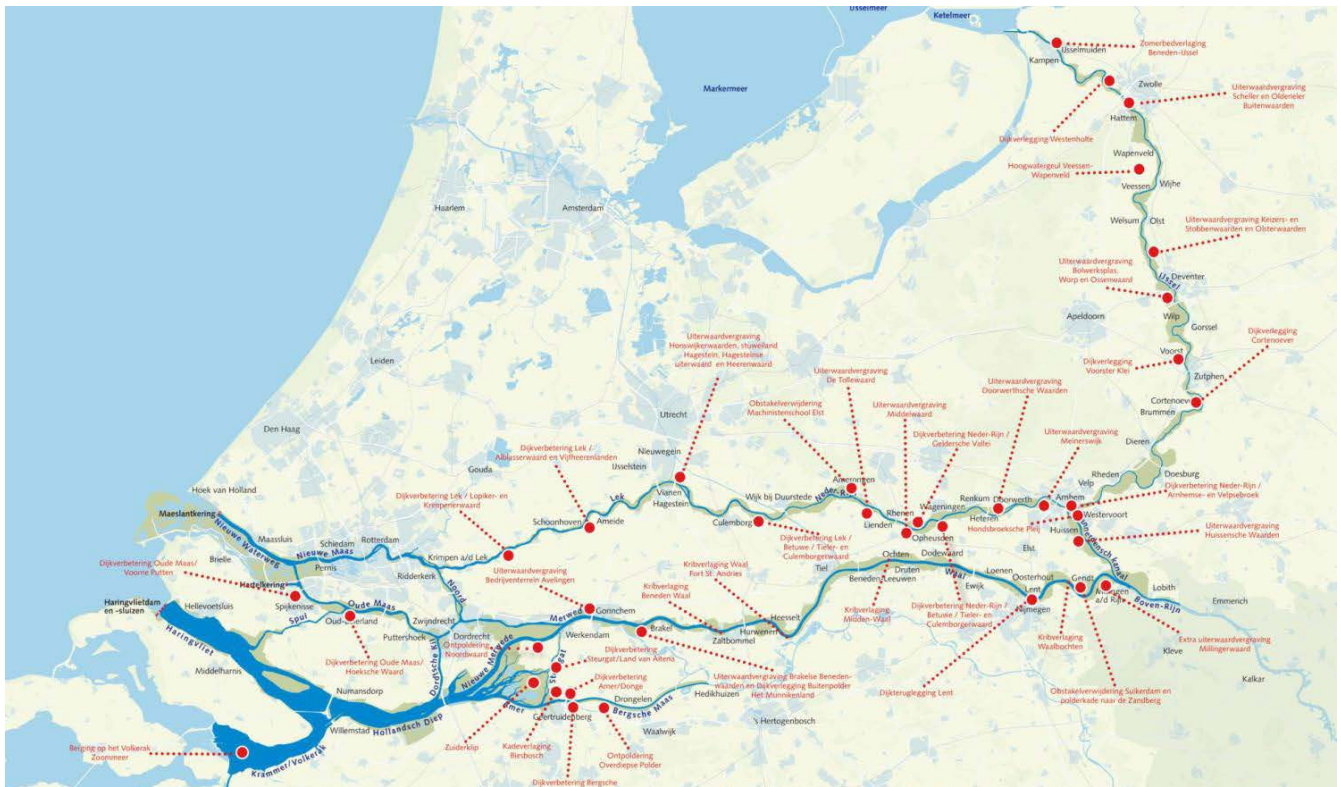 IJsselmeer
Ketelmeer
Markermeer
IJsselmuiden
Kampen
Zwolle
Hattem
Zomerbedverlaging
Beneden-IJssel
Uiterwaardvergraving
Scheller en Oldeneler
Buitenwaarden
Dijkverlegging Westenholte
Hoogwatergeul Veessen-
Wapenveld
Wapenveld
Veessen
Wijhe
Welsum
Olst
Uiterwaardvergraving Keizers- en
Stobbenwaarden en Olsterwaarden
Uiterwaardvergraving
Bolwerksplas,
Worp en Ossenwaard
Deventer
IJssel
Wilp
Apeldoorn
Gorssel
Voorst
Dijkverlegging
Voorster Klei
Dijkverlegging
Cortenoever
Zutphen
Cortenoever
Brummen
Dieren
Doesburg
Rheden
Velp
Haarlem
Amsterdam
Leiden
Den Haag
Utrecht
Nieuwegein
IJsselstein
Gouda
Uiterwaardvergraving
Honswijkerwaarden, stuweiland
Hagestein, Hagesteinse
uiterwaard en Heerenwaard
Uiterwaardvergraving
De Tollewaard
Obstakelverwijdering
Machinistenschool Elst
Uiterwaardvergraving
Middelwaard
Uiterwaardvergraving
Doorwerthsche Waarden
Dijkverbetering Neder-Rijn /
Geldersche Vallei
Uiterwaardvergraving
Meinerswijk
Dijkverbetering Lek /
Alblasserwaard en Vijfheerenlanden
Dijkverbetering Lek / Lopiker- en
Krimpenerwaard
Hoek van Holland
Maeslantkering
Nieuwe Waterweg
Maassluis
Schiedam
Rotterdam
Nieuwe Maas
Pernis
Brielle
Ridderkerk
Krimpen a/d Lek
Schoonhoven
Ameide
Lek
Vianen
Hagestein
Wijk bij Duurstede
Culemborg
Amerongen
Neder-Rijn
Lienden
Rhenen
Wageningen
Opheusden
Renkum
Doorwerth
Heteren
Arnhem
Westervoort
Huissen
Elst
Hondsbroeksche Pleij
Dijkverbetering Neder-Rijn /
Arnhemse- en Velpsebroek
Uiterwaardvergraving
Huissensche Waarden
Pannerdensch Kanaal
Dijkverbetering Lek /
Betuwe / Tieler- en
Culemborgerwaard
Dijkverbetering Oude Maas/
Voorne Putten
Hartelkering
Spijkenisse
Haringvlietdam
en -sluizen
Hellevoetsluis
Haringvliet
Spui
Oude Maas
Oud-Beierland
Zwijndrecht
Noord
Puttershoek
Dordrecht
Dordtsche Kil
Middelharnis
Numansdorp
Willemstad
Hollandsch Diep
Dijkverbetering Oude Maas/
Hoeksche Waard
Berging op het Volkerak
Zoommeer
Krammer/Volkerak
Uiterwaardvergraving
Bedrijventerrein Avelingen
Gorinchem
Merwede
Nieuwe Merwede
Werkendam
Ontpoldering
Noordwaard
Steurgat
Amer
Dijkverbetering
Steurgat/Land van Altena
Dijkverbetering
Amer/Donge
Geertruidenberg
Drongelen
Bergsche Maas
Hedikhuizen
Waalwijk
's Hertogenbosch
Zuiderklip
Kadeverlaging
Biesbosch
Dijkverbetering Bergsche
Ontpoldering
Overdiepse Polder
Brakel
Uiterwaardvergraving Brakelse Beneden-
waarden en Dijkverlegging Buitenpolder
Het Munnikenland
Kribverlaging
Beneden Waal
Kribverlaging Waal
Fort St. Andries
Zaltbommel
Hurwenen
Heesselt
Tiel
Ochten
Druten
Beneden-Leeuwen
Dodewaard
Waal
Loenen
Ewijk
Oosterhout
Lent
Nijmegen
Gendt
Millingen
a/d Rijn
Lobith
Boven-Rijn
Emmerich
Kleve
Kalkar
Kribverlaging
Midden-Waal
Dijkverbetering Neder-Rijn /
Betuwe / Tieler- en
Culemborgerwaard
Dijkteruglegging Lent
Kribverlaging
Waalbochten
Extra uiterwaardvergraving
Millingerwaard
Obstakelverwijdering Suikerdam en
polderkade naar de Zandberg